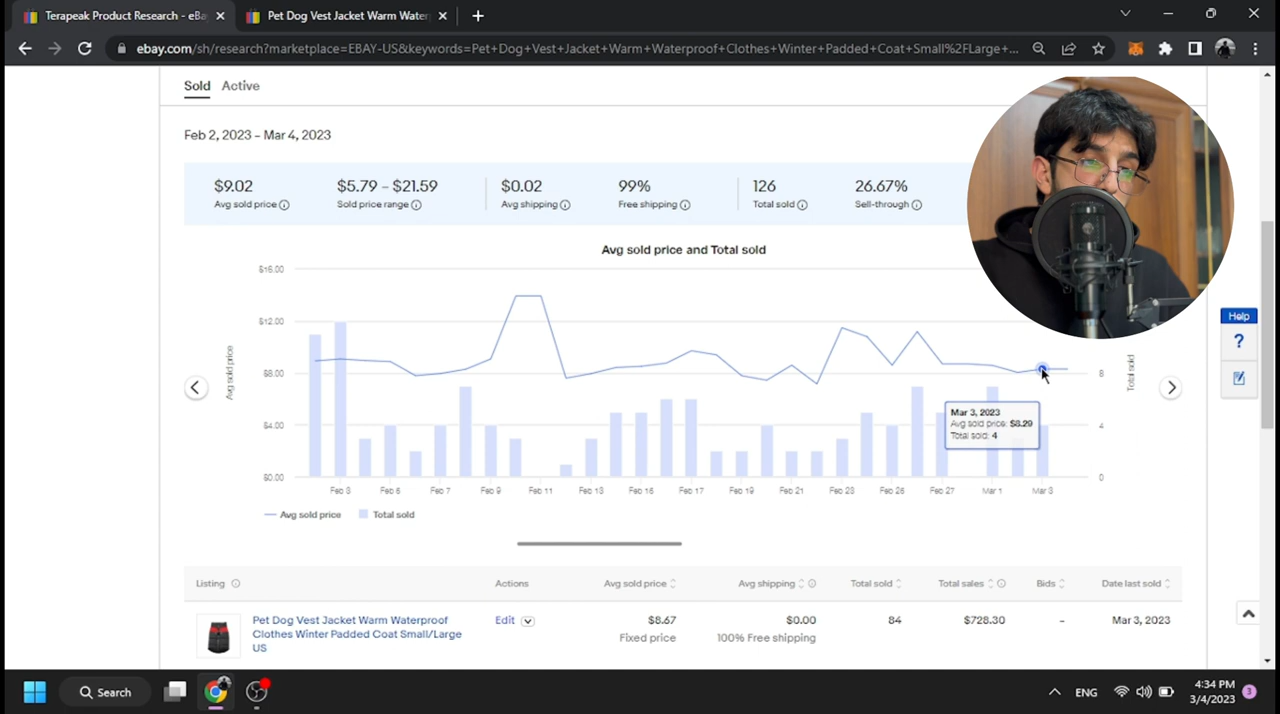 Terapeak Product Research - eBa
Pet Dog Vest Jacket Warm Water
ebay.com/sh/research?marketplace=EBAY-US&keywords=Pet+Dog+Vest+Jacket+Warm+Waterproof+Clothes+Winter+Padded+Coat+Small%2FLarge+...
Sold Active
Feb 2, 2023 – Mar 4, 2023
$9.02 $5.79 – $21.59 $0.02 99% 126 26.67%
Avg sold price Sold price range Avg shipping Free shipping Total sold Sell-through
Avg sold price and Total sold
$16.00
$12.00
$8.00 8
$4.00 4
$0.00 0
Avg sold price
Total sold
Mar 3, 2023
Avg sold price: $8.29
Total sold: 4
Feb 3 Feb 5 Feb 7 Feb 9 Feb 11 Feb 13 Feb 15 Feb 17 Feb 19 Feb 21 Feb 23 Feb 25 Feb 27 Mar 1 Mar 3
Avg sold price Total sold
Help
?
Listing Actions Avg sold price Avg shipping Total sold Total sales Bids Date last sold
Pet Dog Vest Jacket Warm Waterproof Edit $8.67 $0.00 84 $728.30 – Mar 3, 2023
Clothes Winter Padded Coat Small/Large Fixed price 100% Free shipping
US
Search
ENG
4:34 PM
3/4/2023
3